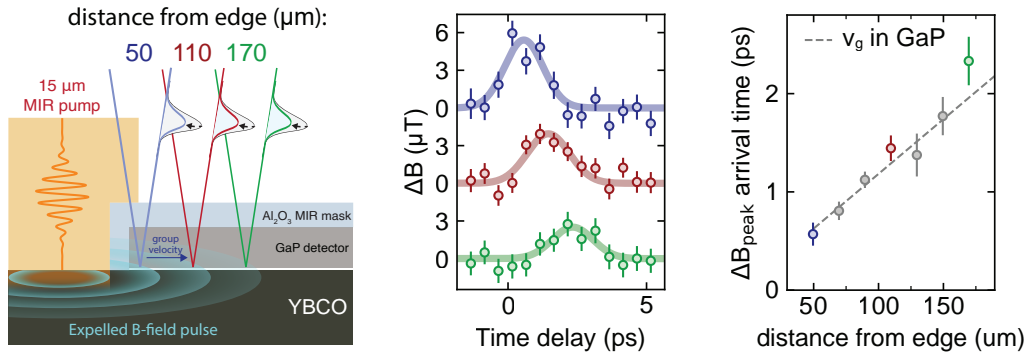 distance from edge (µm):
50 110 170
15 µm
MIR pump
Al₂O₃ MIR mask
group
velocity
GaP detector
YBCO
Expelled B-field pulse
ΔB (µT)
6
3
0
3
0
3
0
0 5
Time delay (ps)
ΔB_peak arrival time (ps)
v_g in GaP
2
1
0
50 100 150
distance from edge (um)